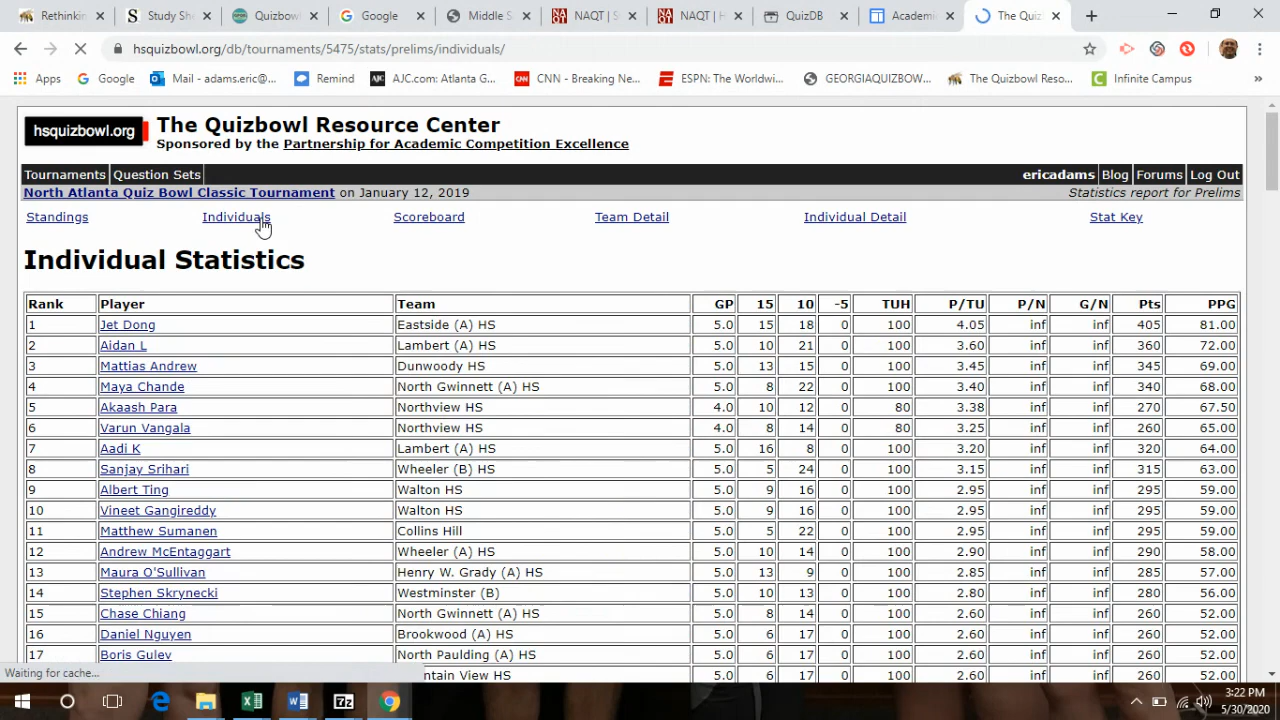 Rethinkin
Study She
Quizbowl
Google
Middle S
NAQT | S
NAQT | H
QuizDB
Academi
The Quiz
hsquizbowl.org/db/tournaments/5475/stats/prelims/individuals/
Apps Google Mail - adams.eric@... Remind AJC.com: Atlanta G... CNN - Breaking Ne... ESPN: The Worldwi... GEORGIAQUIZBOW... The Quizbowl Reso... Infinite Campus »
hsquizbowl.org The Quizbowl Resource Center
Sponsored by the Partnership for Academic Competition Excellence
Tournaments Question Sets ericadams Blog Forums Log Out
North Atlanta Quiz Bowl Classic Tournament on January 12, 2019 Statistics report for Prelims
Standings Individuals Scoreboard Team Detail Individual Detail Stat Key
Individual Statistics
Rank Player Team GP 15 10 -5 TUH P/TU P/N G/N Pts PPG
1 Jet Dong Eastside (A) HS 5.0 15 18 0 100 4.05 inf inf 405 81.00
2 Aidan L Lambert (A) HS 5.0 10 21 0 100 3.60 inf inf 360 72.00
3 Mattias Andrew Dunwoody HS 5.0 13 15 0 100 3.45 inf inf 345 69.00
4 Maya Chande North Gwinnett (A) HS 5.0 8 22 0 100 3.40 inf inf 340 68.00
5 Akaash Para Northview HS 4.0 10 12 0 80 3.38 inf inf 270 67.50
6 Varun Vangala Northview HS 4.0 8 14 0 80 3.25 inf inf 260 65.00
7 Aadi K Lambert (A) HS 5.0 16 8 0 100 3.20 inf inf 320 64.00
8 Sanjay Srihari Wheeler (B) HS 5.0 5 24 0 100 3.15 inf inf 315 63.00
9 Albert Ting Walton HS 5.0 9 16 0 100 2.95 inf inf 295 59.00
10 Vineet Gangireddy Walton HS 5.0 9 16 0 100 2.95 inf inf 295 59.00
11 Matthew Sumanen Collins Hill 5.0 5 22 0 100 2.95 inf inf 295 59.00
12 Andrew McEntaggart Wheeler (A) HS 5.0 10 14 0 100 2.90 inf inf 290 58.00
13 Maura O'Sullivan Henry W. Grady (A) HS 5.0 13 9 0 100 2.85 inf inf 285 57.00
14 Stephen Skrynecki Westminster (B) 5.0 10 13 0 100 2.80 inf inf 280 56.00
15 Chase Chiang North Gwinnett (A) HS 5.0 8 14 0 100 2.60 inf inf 260 52.00
16 Daniel Nguyen Brookwood (A) HS 5.0 6 17 0 100 2.60 inf inf 260 52.00
17 Boris Gulev North Paulding (A) HS 5.0 6 17 0 100 2.60 inf inf 260 52.00
ntain View HS 5.0 6 17 0 100 2.60 inf inf 260 52.00
Waiting for cache...
3:22 PM
5/30/2020